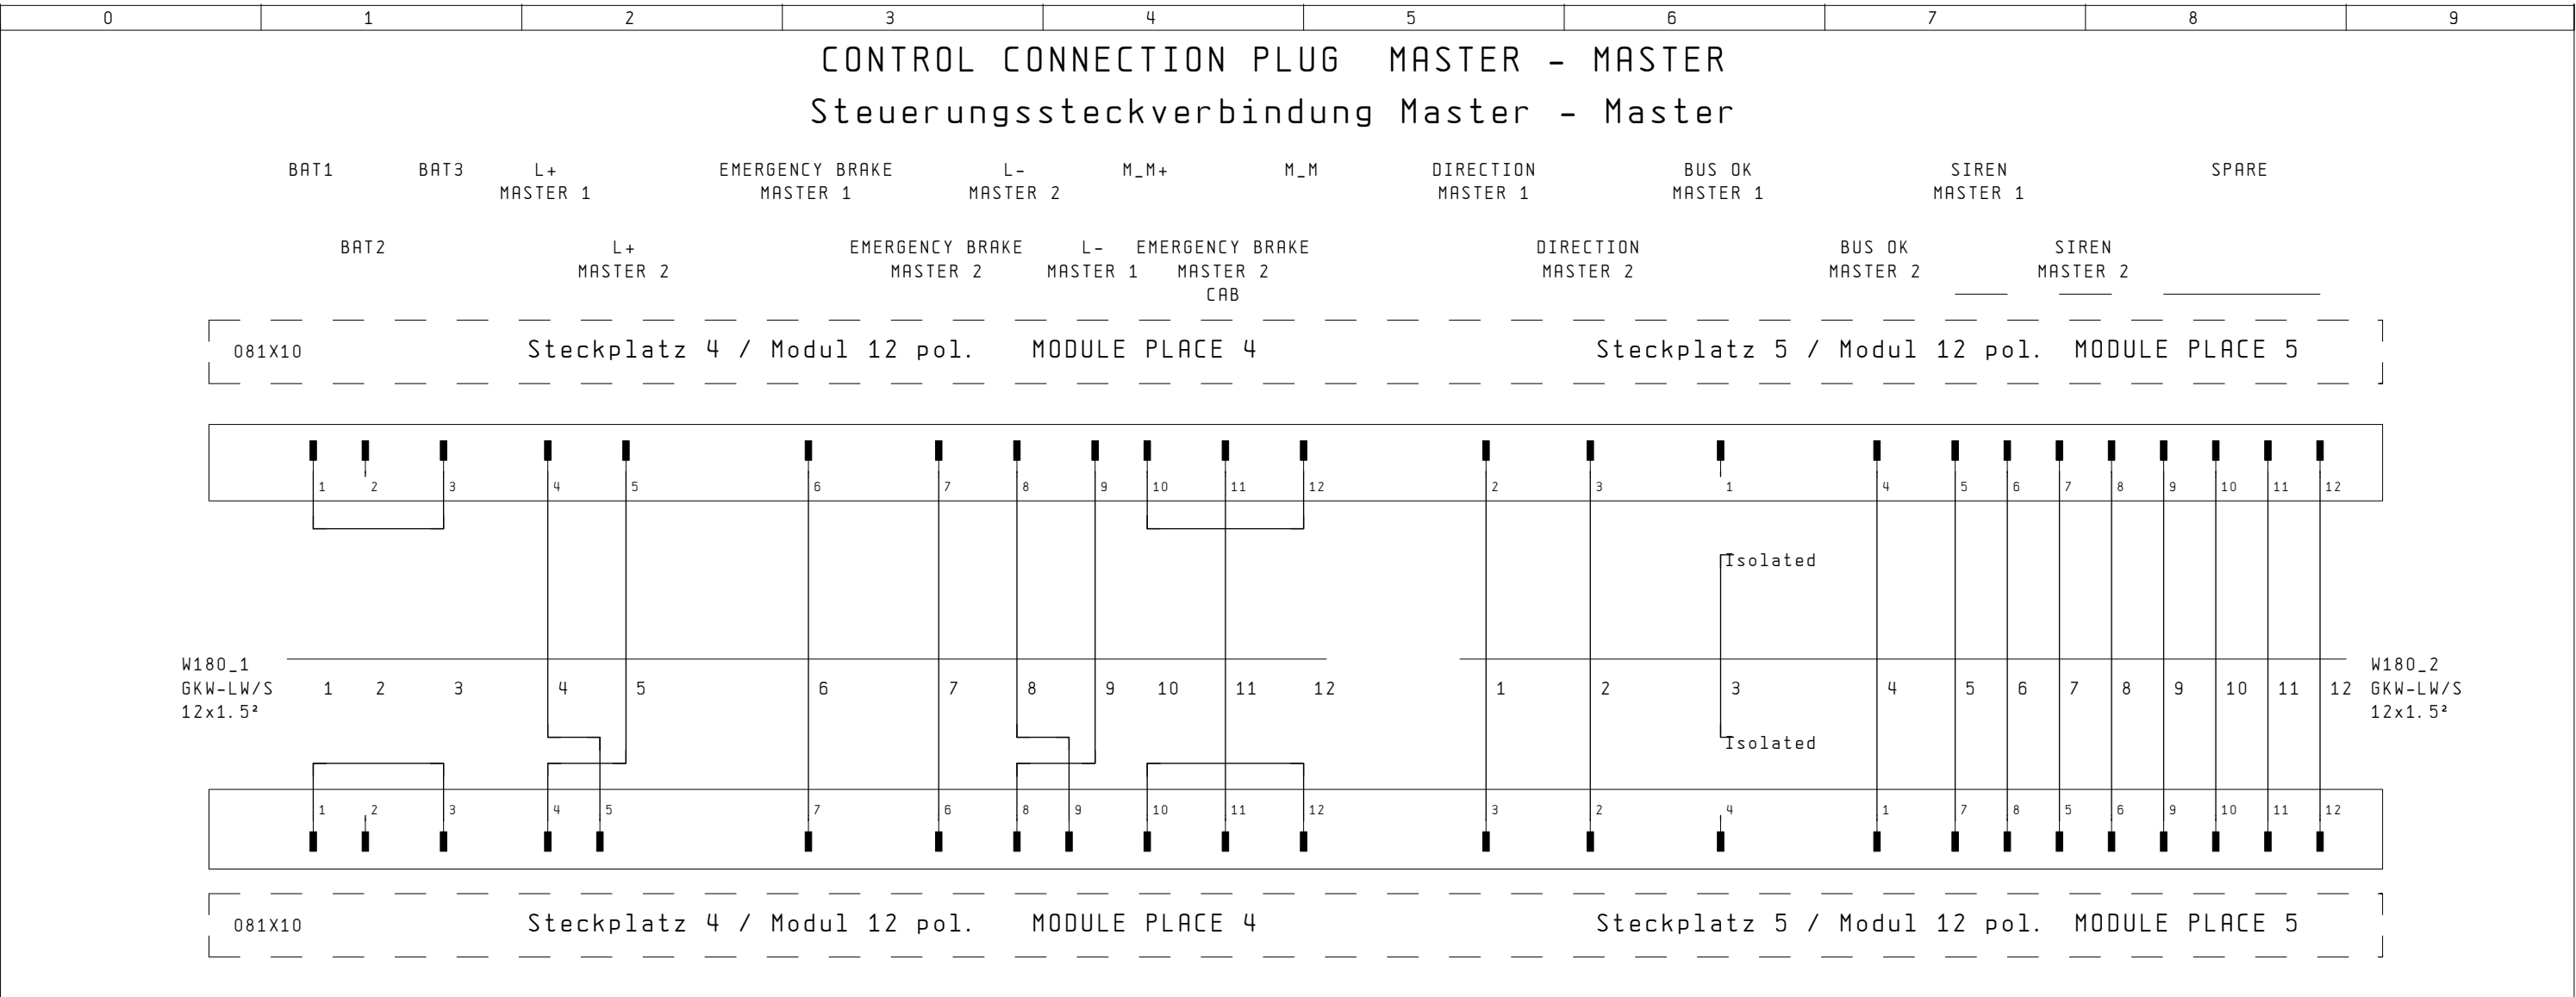 0 1 2 3 4 5 6 7 8 9
CONTROL CONNECTION PLUG MASTER - MASTER
Steuerungssteckverbindung Master - Master
BAT1 BAT3 L+ EMERGENCY BRAKE L- M_M+ M_M DIRECTION BUS OK SIREN SPARE
MASTER 1 MASTER 1 MASTER 2 MASTER 1 MASTER 1 MASTER 1
BAT2 L+ EMERGENCY BRAKE L- EMERGENCY BRAKE DIRECTION BUS OK SIREN
MASTER 2 MASTER 2 MASTER 1 MASTER 2 MASTER 2 MASTER 2 MASTER 2
CAB
081X10 Steckplatz 4 / Modul 12 pol. MODULE PLACE 4 Steckplatz 5 / Modul 12 pol. MODULE PLACE 5
1 2 3 4 5 6 7 8 9 10 11 12 2 3 1 4 5 6 7 8 9 10 11 12
Isolated
W180_1 W180_2
GKW-LW/S 1 2 3 4 5 6 7 8 9 10 11 12 1 2 3 4 5 6 7 8 9 10 11 12 GKW-LW/S
12x1.5² 12x1.5²
Isolated
1 2 3 4 5 7 6 8 9 10 11 12 3 2 4 1 7 8 5 6 9 10 11 12
081X10 Steckplatz 4 / Modul 12 pol. MODULE PLACE 4 Steckplatz 5 / Modul 12 pol. MODULE PLACE 5